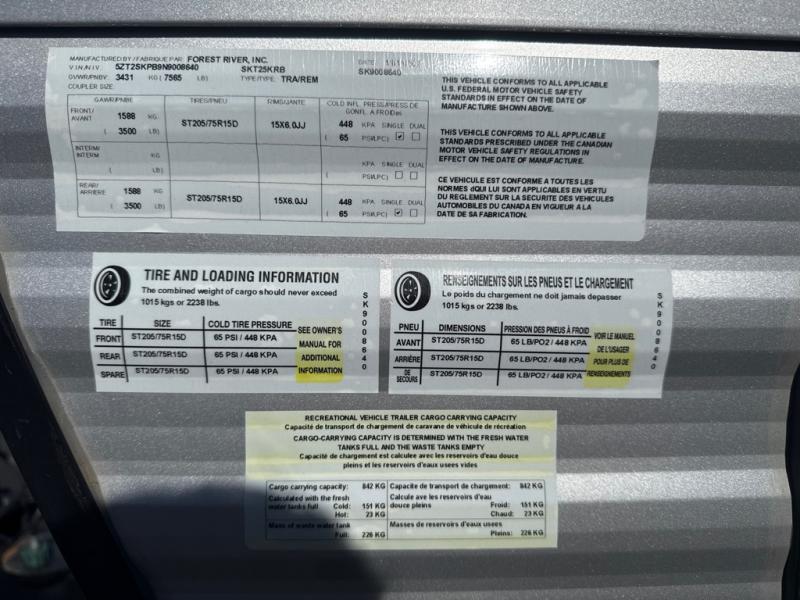 MANUFACTURED BY / FABRIQUE PAR: FOREST RIVER, INC. DATE
V.I.N./N.I.V. 5ZT2SKPB9N9008640 SKT25KRB SK9008640
GVWR/PNBV: 3431 KG ( 7565 LB) TYPE/TYPE: TRA/REM
COUPLER SIZE:
GAWR/PNBE TIRES/PNEU RIMS/JANTE COLD INFL. PRESS/PRESS DE GONFL. A FROIDes
FRONT/ AVANT 1588 KG ST205/75R15D 15X6.0JJ 448 KPA SINGLE DUAL
( 3500 LB) ( 65 PSI/LPC)
INTERM/ INTERM KG KPA SINGLE DUAL
( LB) ( PSI/LPC)
REAR/ ARRIÈRE 1588 KG ST205/75R15D 15X6.0JJ 448 KPA SINGLE DUAL
( 3500 LB) ( 65 PSI/LPC)
THIS VEHICLE CONFORMS TO ALL APPLICABLE
U.S. FEDERAL MOTOR VEHICLE SAFETY
STANDARDS IN EFFECT ON THE DATE OF
MANUFACTURE SHOWN ABOVE.
THIS VEHICLE CONFORMS TO ALL APPLICABLE
STANDARDS PRESCRIBED UNDER THE CANADIAN
MOTOR VEHICLE SAFETY REGULATIONS IN
EFFECT ON THE DATE OF MANUFACTURE.
CE VEHICULE EST CONFORME A TOUTES LES
NORMES dQUI LUI SONT APPLICABLES EN VERTU
DU REGLEMENT SUR LA SECURITE DES VEHICULES
AUTOMOBILES DU CANADA EN VIGUEUR A LA
DATE DE SA FABRICATION.
TIRE AND LOADING INFORMATION
The combined weight of cargo should never exceed
1015 kgs or 2238 lbs.
TIRE SIZE COLD TIRE PRESSURE
FRONT ST205/75R15D 65 PSI / 448 KPA
REAR ST205/75R15D 65 PSI / 448 KPA
SPARE ST205/75R15D 65 PSI / 448 KPA
SEE OWNER'S
MANUAL FOR
ADDITIONAL
INFORMATION
SK9008640
RENSEIGNEMENTS SUR LES PNEUS ET LE CHARGEMENT
Le poids du chargement ne doit jamais depasser
1015 kgs or 2238 lbs.
PNEU DIMENSIONS PRESSION DES PNEUS À FROID
AVANT ST205/75R15D 65 LB/PO2 / 448 KPA
ARRIÈRE ST205/75R15D 65 LB/PO2 / 448 KPA
DE SECOURS ST205/75R15D 65 LB/PO2 / 448 KPA
VOIR LE MANUEL
DE L'USAGER
POUR PLUS DE
RENSEIGNEMENTS
SK9008640
RECREATIONAL VEHICLE TRAILER CARGO CARRYING CAPACITY
Capacité de transport de chargement de caravane de véhicule de récréation
CARGO-CARRYING CAPACITY IS DETERMINED WITH THE FRESH WATER
TANKS FULL AND THE WASTE TANKS EMPTY
Capacité de chargement est calculee avec les reservoirs d'eau douce
pleins et les reservoirs d'eaux usees vides
Cargo carrying capacity: 842 KG Capacite de transport de chargement: 842 KG
Calculated with the fresh Calcule ave les reservoirs d'eau
water tanks full Cold: 151 KG douce pleins Froid: 151 KG
Hot: 23 KG Chaud: 23 KG
Mass of waste water tank Masses de reservoirs d'eaux usees
Full: 226 KG Pleins: 226 KG